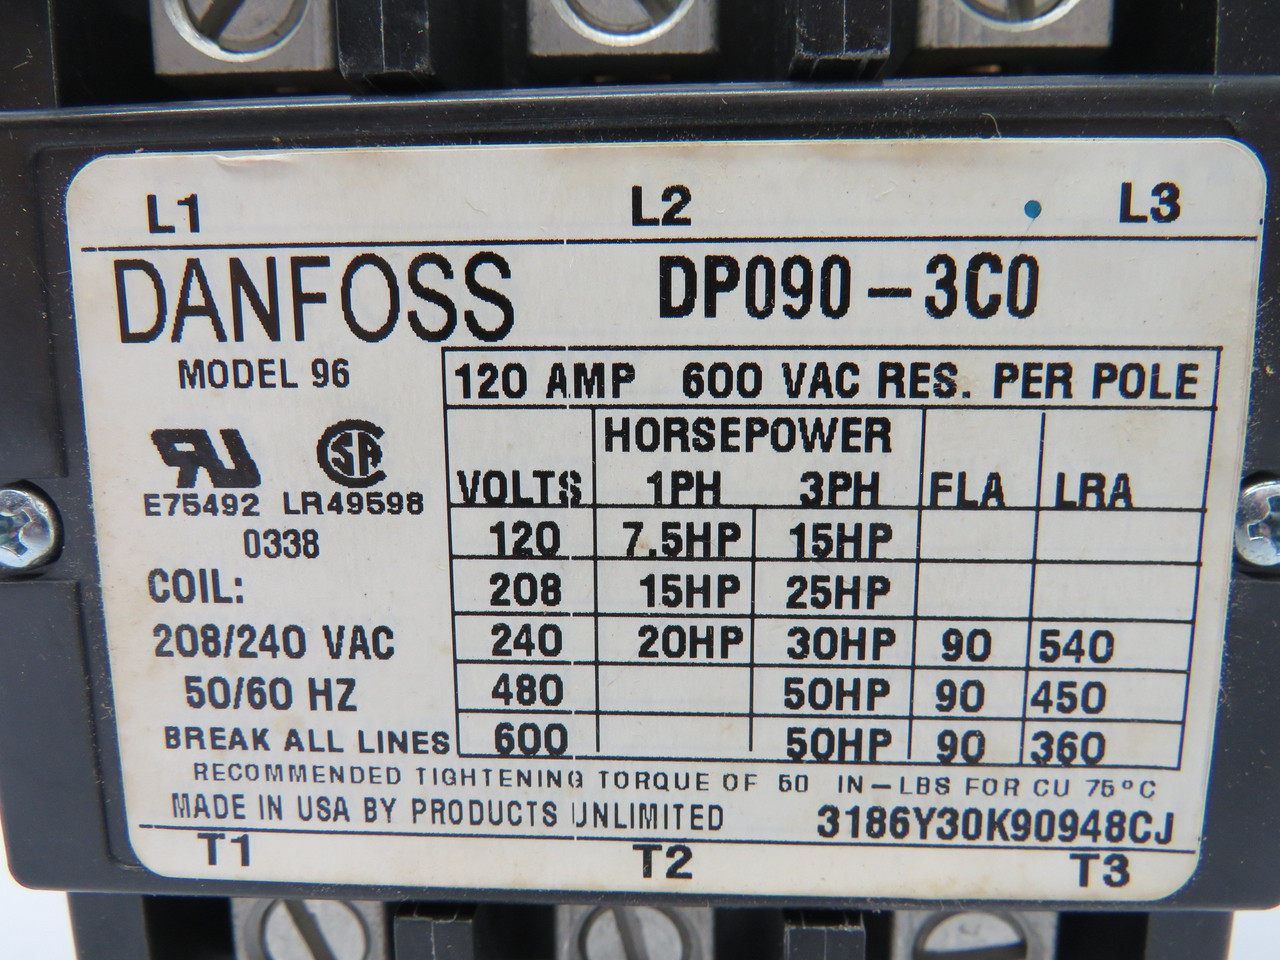 L1 L2 L3
DANFOSS DP090-3C0
MODEL 96
120 AMP 600 VAC RES. PER POLE
HORSEPOWER
VOLTS 1PH 3PH FLA LRA
120 7.5HP 15HP
208 15HP 25HP
240 20HP 30HP 90 540
480 50HP 90 450
600 50HP 90 360
RU SA
E75492 LR49598
0338
COIL:
208/240 VAC
50/60 HZ
BREAK ALL LINES
RECOMMENDED TIGHTENING TORQUE OF 50 IN-LBS FOR CU 75°C
MADE IN USA BY PRODUCTS UNLIMITED 3186Y30K90948CJ
T1 T2 T3